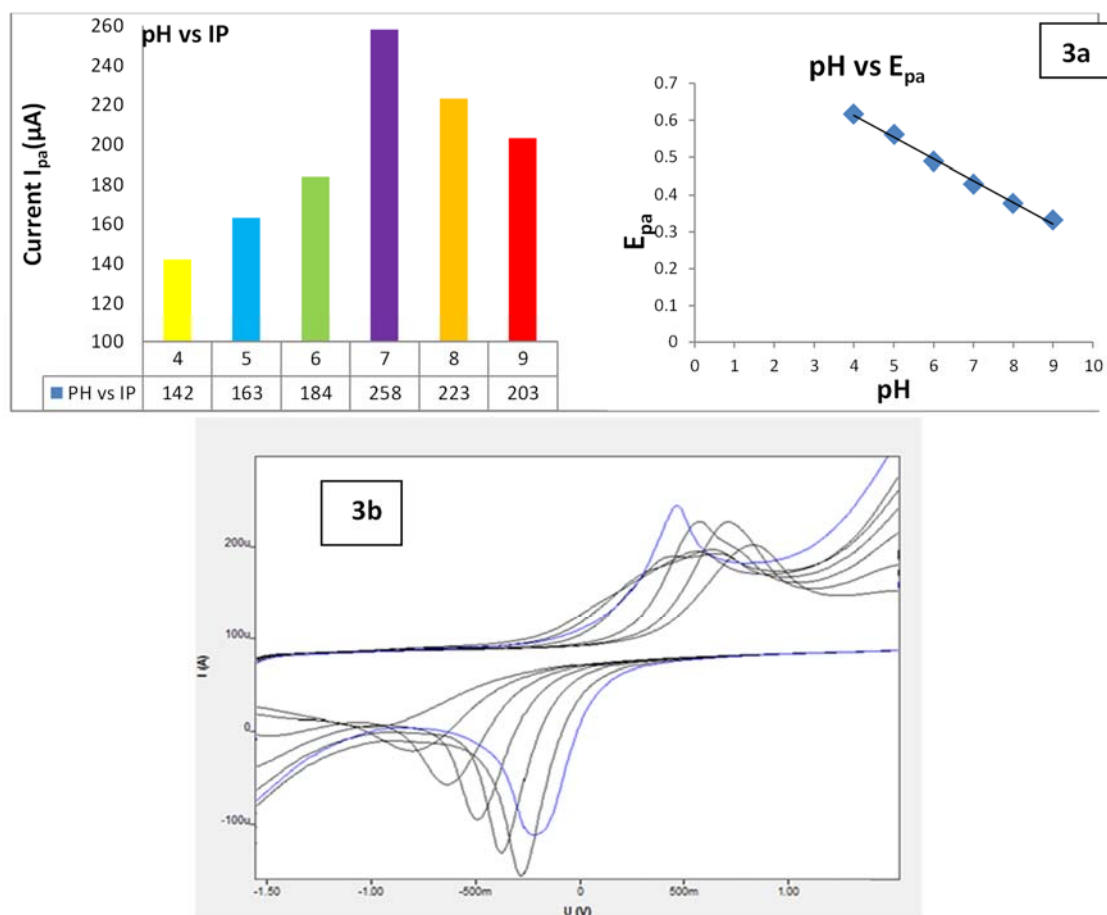 pH vs IP
Current Iₚₐ(µA)
260
240
220
200
180
160
140
120
100
4 5 6 7 8 9
PH vs IP 142 163 184 258 223 203
3a
pH vs Eₚₐ
Eₚₐ
0.7
0.6
0.5
0.4
0.3
0.2
0.1
0
0 1 2 3 4 5 6 7 8 9 10
pH
3b
I (A)
200u
100u
0
-100u
-1.50 -1.00 -500m 0 500m 1.00
U (V)